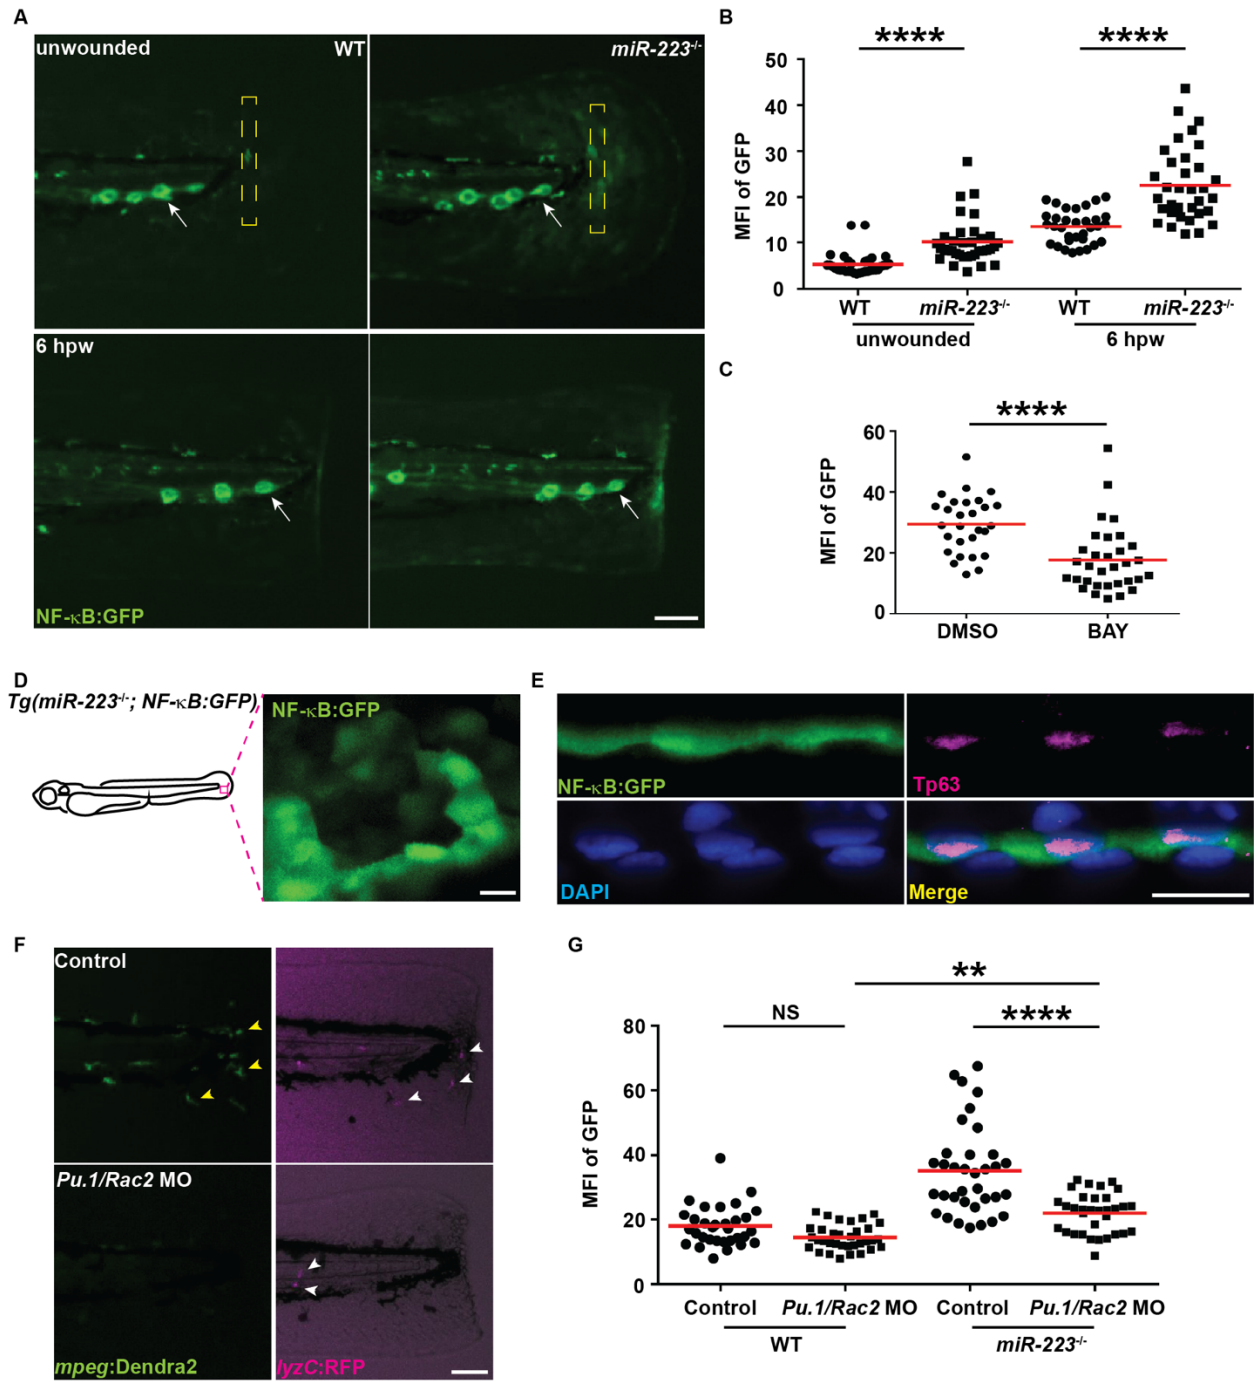 A
unwounded
WT
miR-223-/-
6 hpw
NF-κB:GFP
B
****
****
MFI of GFP
50
40
30
20
10
0
WT
miR-223-/-
WT
miR-223-/-
unwounded
6 hpw
C
****
MFI of GFP
60
40
20
0
DMSO
BAY
D
Tg(miR-223-/-; NF-κB:GFP)
NF-κB:GFP
E
NF-κB:GFP
Tp63
DAPI
Merge
F
Control
Pu.1/Rac2 MO
mpeg:Dendra2
lyzC:RFP
G
**
NS
****
MFI of GFP
80
60
40
20
0
Control
Pu.1/Rac2 MO
Control
Pu.1/Rac2 MO
WT
miR-223-/-